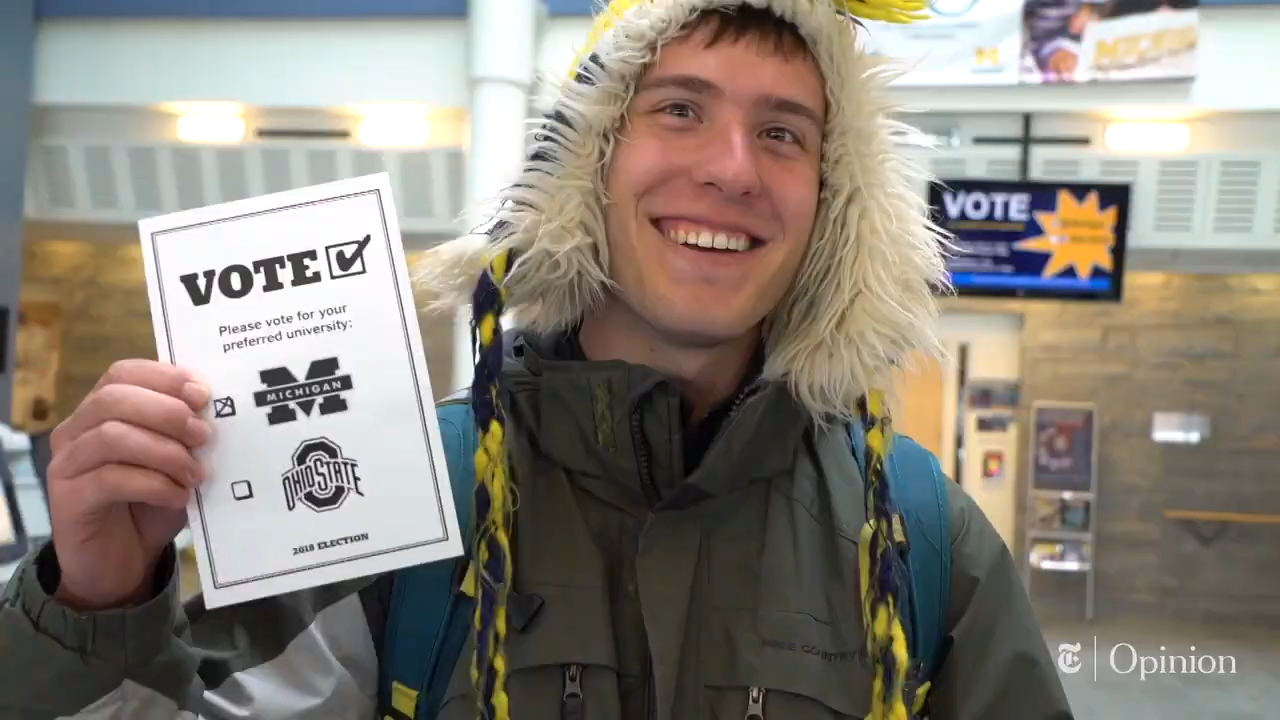 VOTE
Please vote for your
preferred university:
MICHIGAN
OHIO STATE
2018 ELECTION
VOTE
Opinion